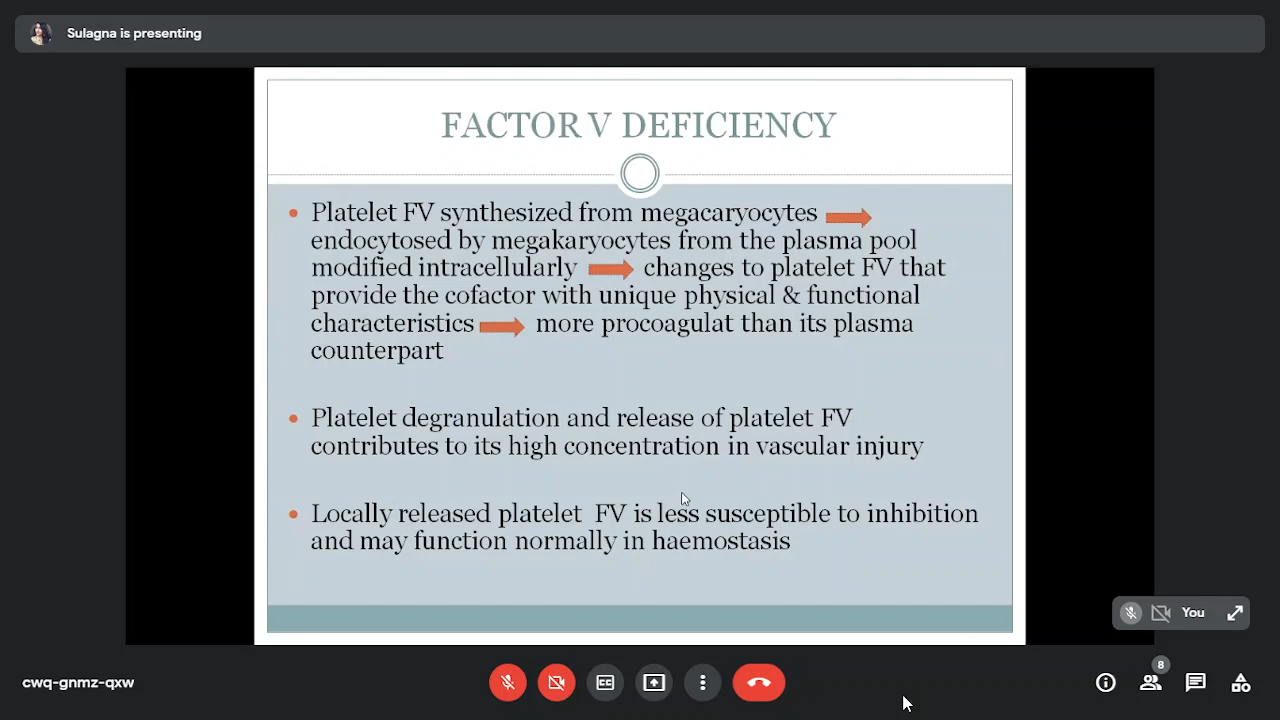 Sulagna is presenting
FACTOR V DEFICIENCY
• Platelet FV synthesized from megacaryocytes
endocytosed by megakaryocytes from the plasma pool
modified intracellularly changes to platelet FV that
provide the cofactor with unique physical & functional
characteristics more procoagulat than its plasma
counterpart
• Platelet degranulation and release of platelet FV
contributes to its high concentration in vascular injury
• Locally released platelet FV is less susceptible to inhibition
and may function normally in haemostasis
You
cwq-gnmz-qxw
CC
8